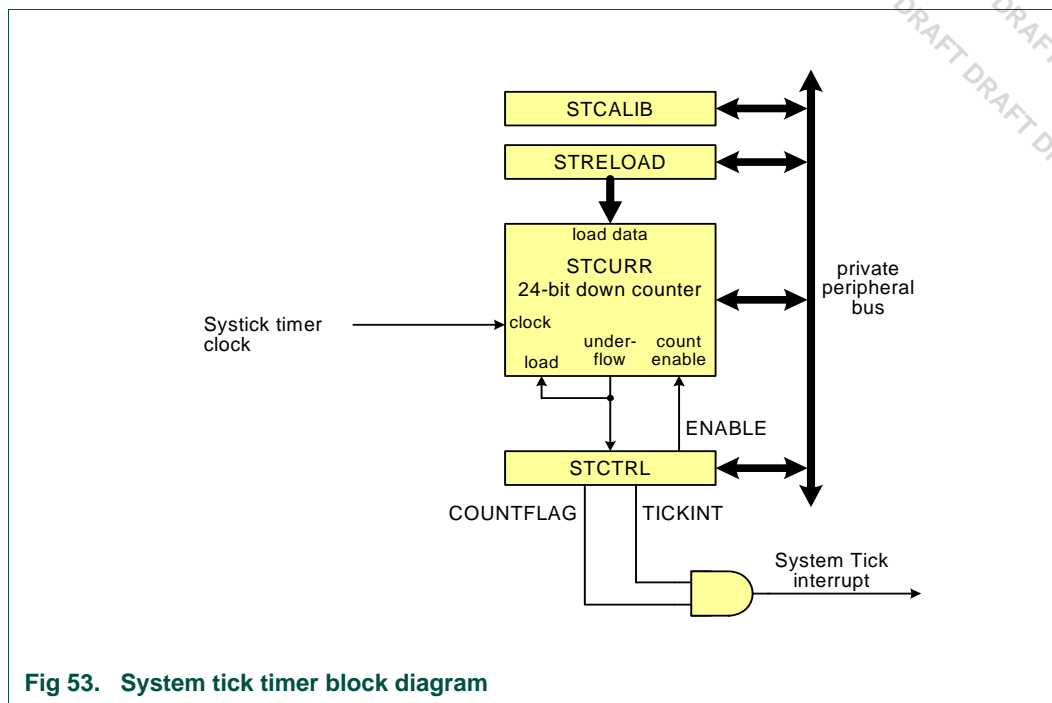 DRAFT
DRAFT DRAFT
STCALIB
STRELOAD
load data
STCURR
24-bit down counter
private
peripheral
bus
Systick timer
clock
clock
load
under-
flow
count
enable
ENABLE
STCTRL
COUNTFLAG
TICKINT
System Tick
interrupt
Fig 53. System tick timer block diagram